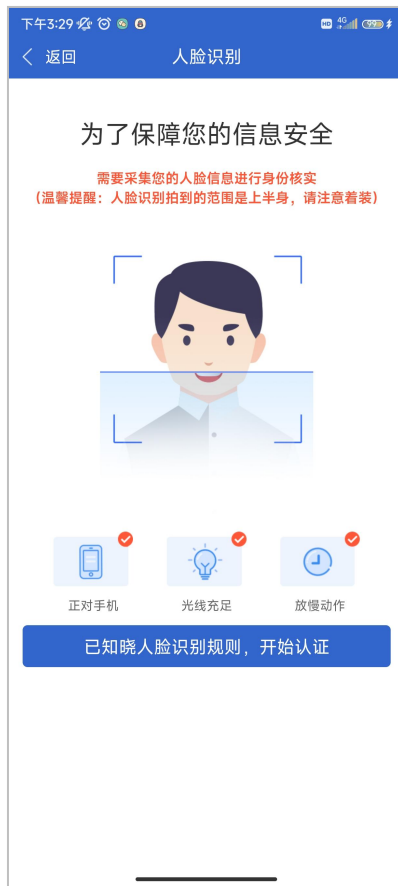 下午3:29
HD 4G 99
返回 人脸识别
为了保障您的信息安全
需要采集您的人脸信息进行身份核实
(温馨提醒：人脸识别拍到的范围是上半身，请注意着装)
正对手机 光线充足 放慢动作
已知晓人脸识别规则，开始认证